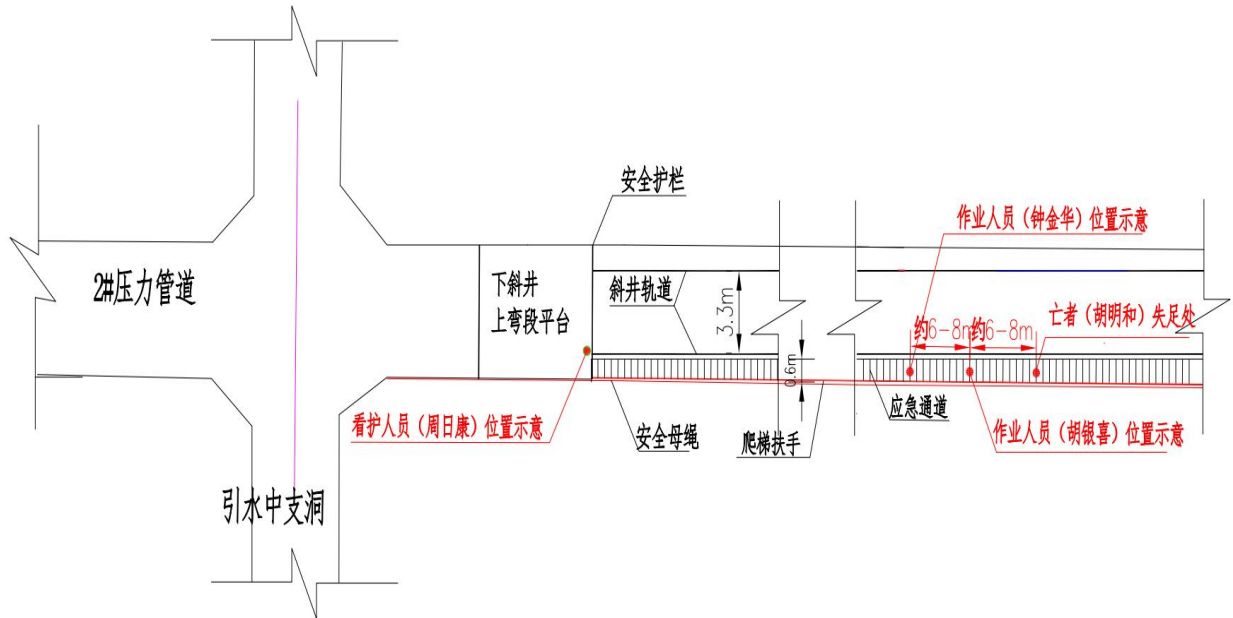 安全护栏
作业人员（钟金华）位置示意
2#压力管道
下斜井
上弯段平台
斜井轨道
3.3m
约6-8m
约6-8m
亡者（胡明和）失足处
0.6m
看护人员（周日康）位置示意
安全母绳
爬梯扶手
应急通道
作业人员（胡银喜）位置示意
引水中支洞